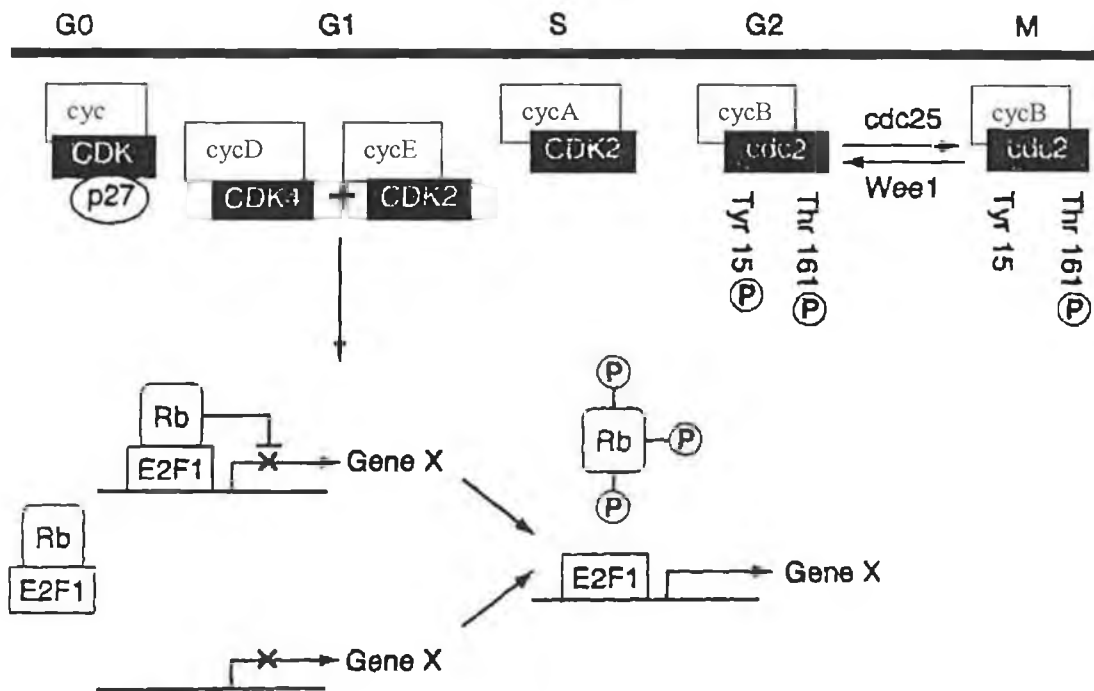 G0 G1 S G2 M
cyc
CDK
p27
cycD
CDK4
+
cycE
CDK2
cycA
CDK2
cycB
cdc2
Tyr 15 P
Thr 161 P
cdc25
Wee1
cycB
cdc2
Tyr 15
Thr 161 P
Rb
E2F1
Gene X
P
Rb
P
P
Rb
E2F1
E2F1
Gene X
Gene X